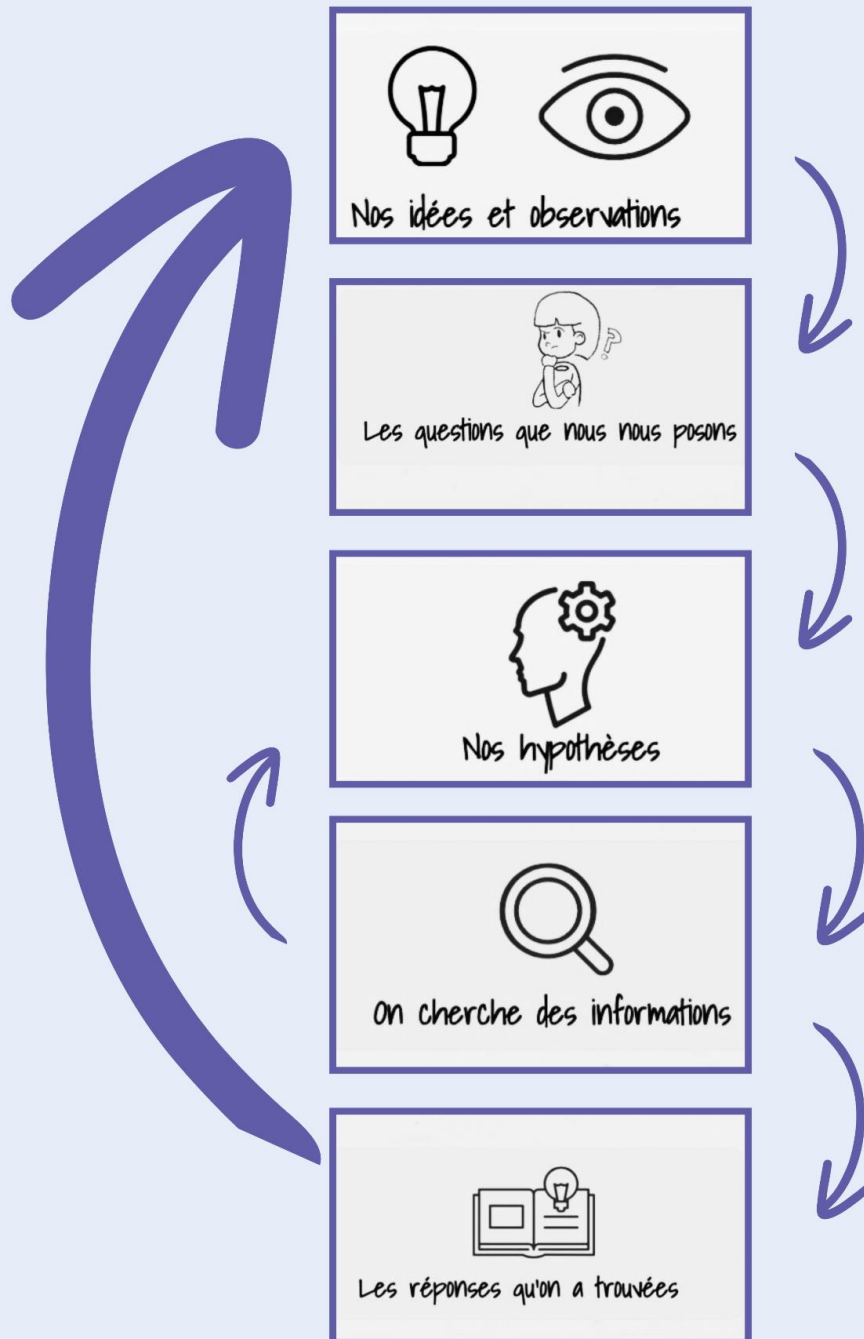 Nos idées et observations
?
Les questions que nous nous posons
Nos hypothèses
On cherche des informations
Les réponses qu'on a trouvées